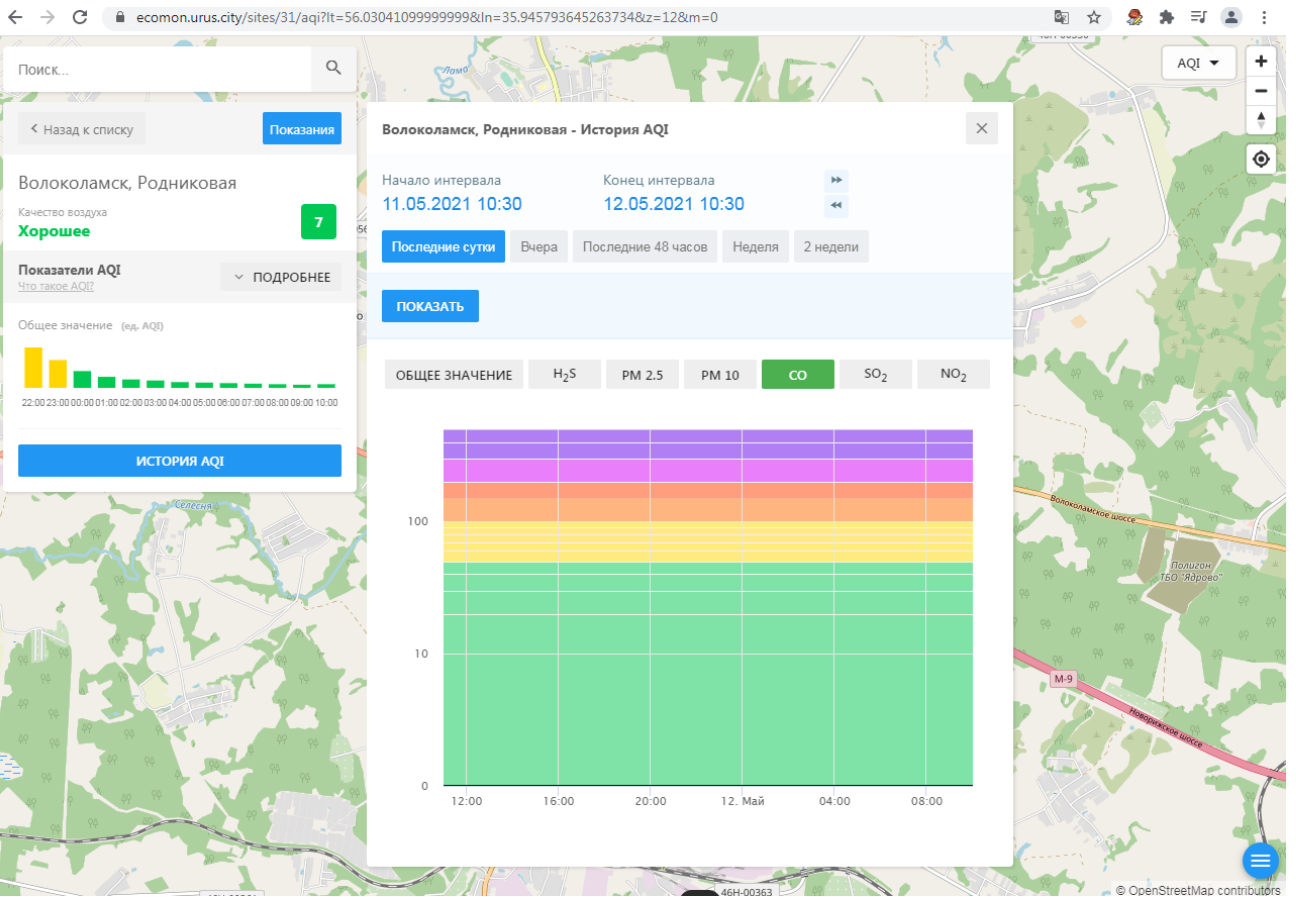 ecomon.urus.city/sites/31/aqi?lt=56.03041099999999&ln=35.945793645263734&z=12&m=0
Поиск...
AQI
Назад к списку
Показания
Волоколамск, Родниковая
Качество воздуха
Хорошее
7
Показатели AQI
Что такое AQI?
ПОДРОБНЕЕ
Общее значение (ед. AQI)
22:00 23:00 00:00 01:00 02:00 03:00 04:00 05:00 06:00 07:00 08:00 09:00 10:00
ИСТОРИЯ AQI
Волоколамск, Родниковая - История AQI
Начало интервала
Конец интервала
11.05.2021 10:30
12.05.2021 10:30
Последние сутки
Вчера
Последние 48 часов
Неделя
2 недели
ПОКАЗАТЬ
ОБЩЕЕ ЗНАЧЕНИЕ
H2S
PM 2.5
PM 10
CO
SO2
NO2
100
10
0
12:00 16:00 20:00 12. Май 04:00 08:00
Лама
Селесня
Волоколамское шоссе
Полигон
ТБО "Ядрово"
М-9
Новорижское шоссе
46Н-00363
© OpenStreetMap contributors